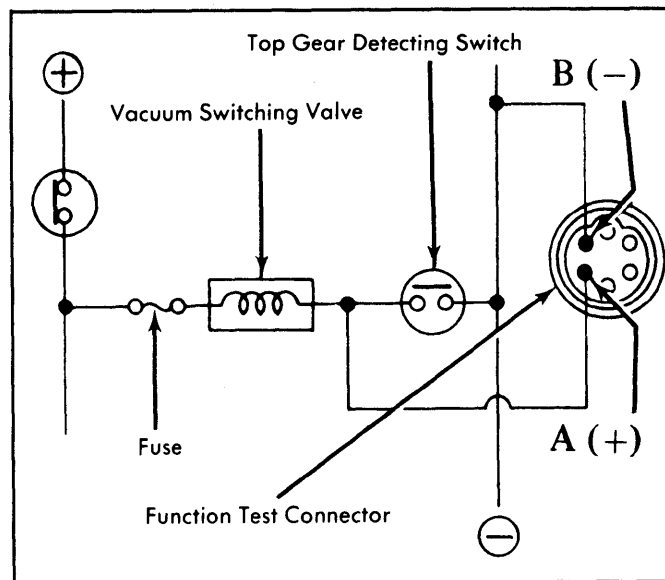 Top Gear Detecting Switch
+
B (−)
Vacuum Switching Valve
Fuse
A (+)
Function Test Connector
−